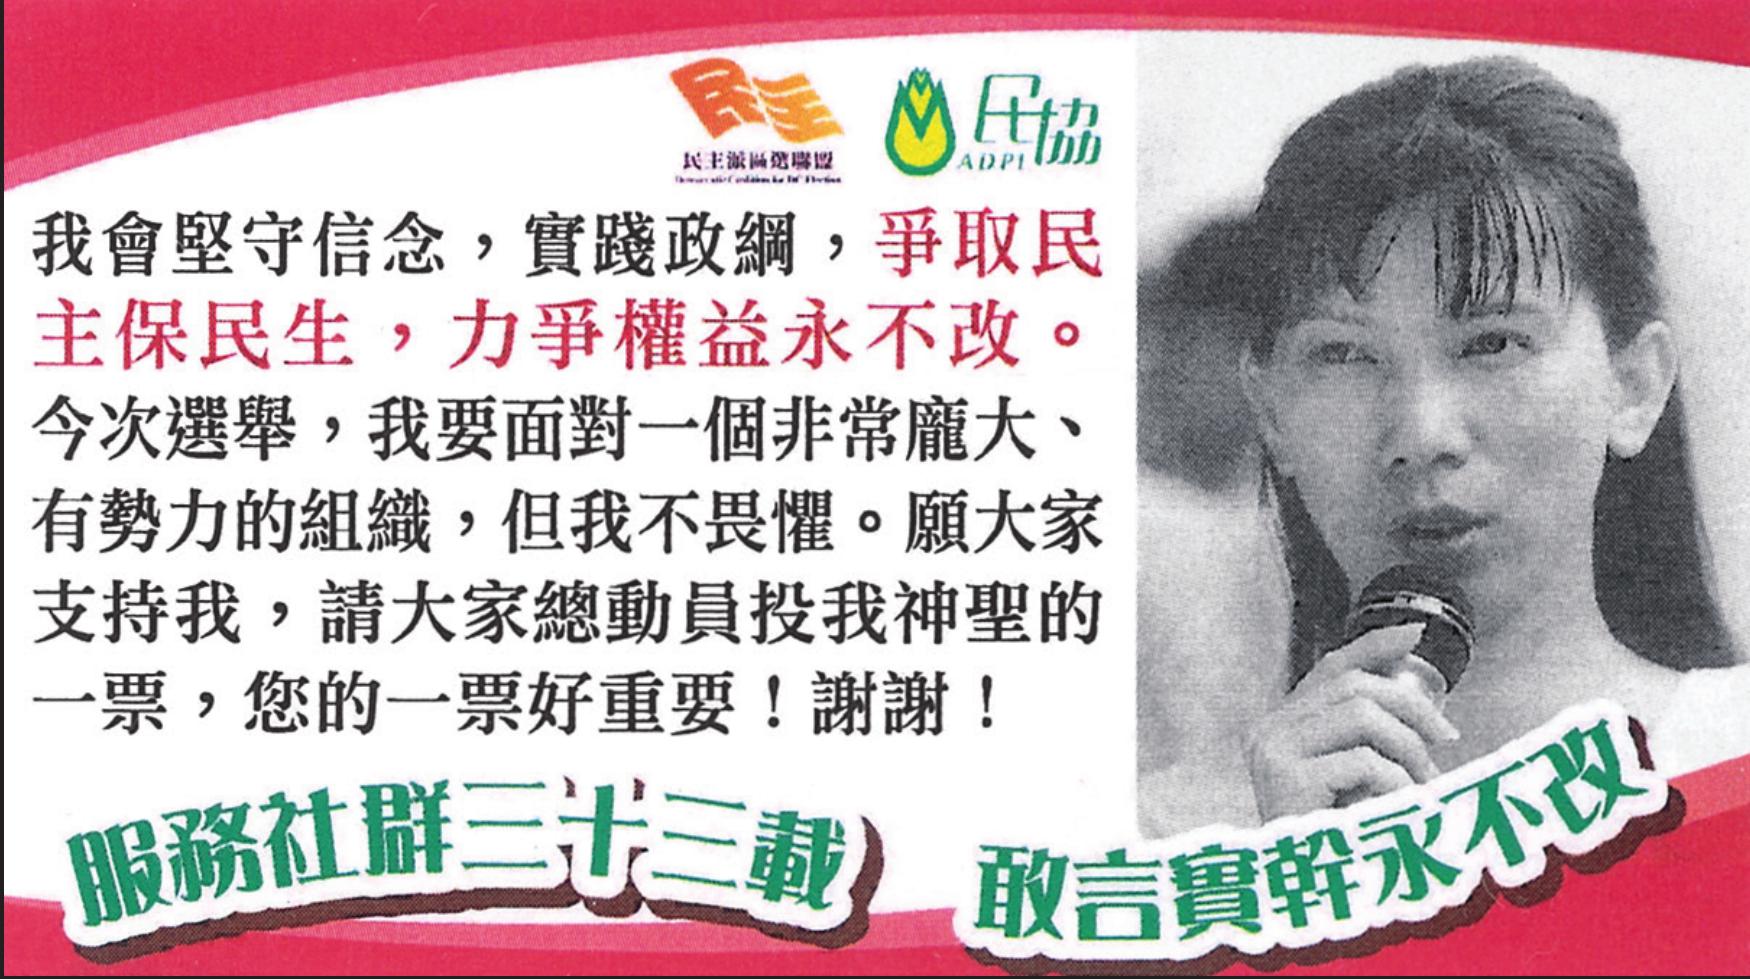 民主
民主派區選聯盟
Democratic Coalition for DC Election
民協
ADPL
我會堅守信念，實踐政綱，爭取民
主保民生，力爭權益永不改。
今次選舉，我要面對一個非常龐大、
有勢力的組織，但我不畏懼。願大家
支持我，請大家總動員投我神聖的
一票，您的一票好重要！謝謝！
服務社群三十三載
敢言實幹永不改